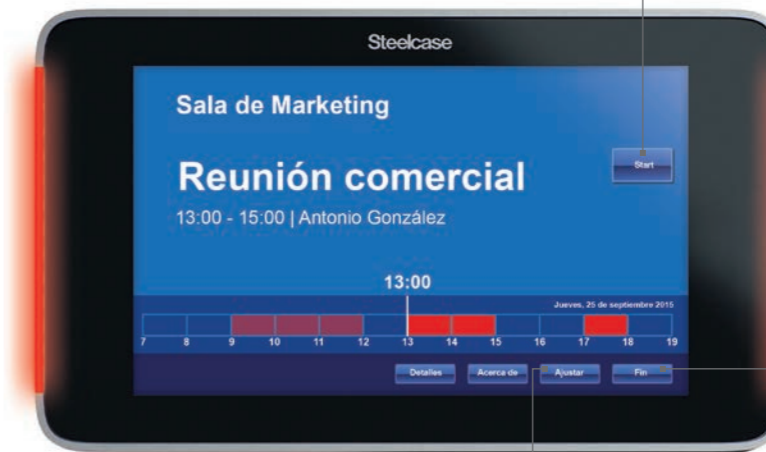 Steelcase
Sala de Marketing
Reunión comercial
Start
13:00 - 15:00 | Antonio González
13:00
Jueves, 25 de septiembre 2015
7 8 9 10 11 12 13 14 15 16 17 18 19
Detalles Acerca de Ajustar Fin